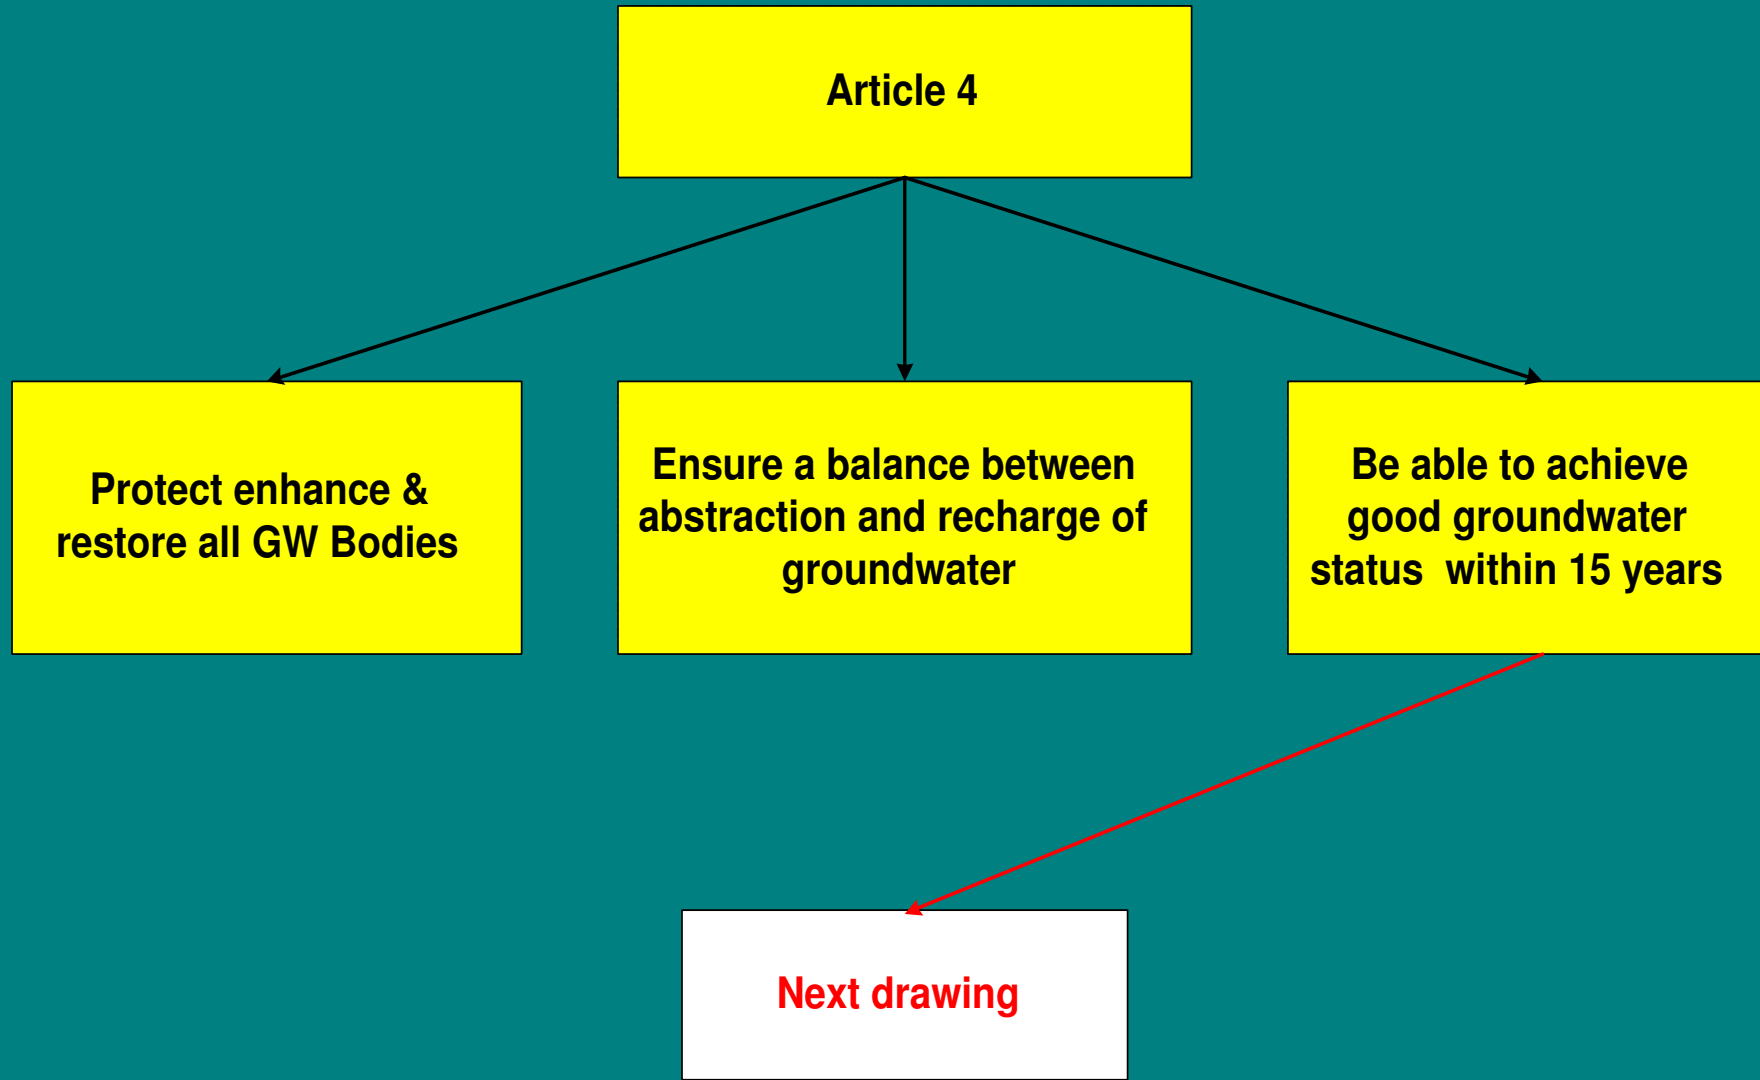 Article 4
Protect enhance &
restore all GW Bodies
Ensure a balance between
abstraction and recharge of
groundwater
Be able to achieve
good groundwater
status  within 15 years
Next drawing